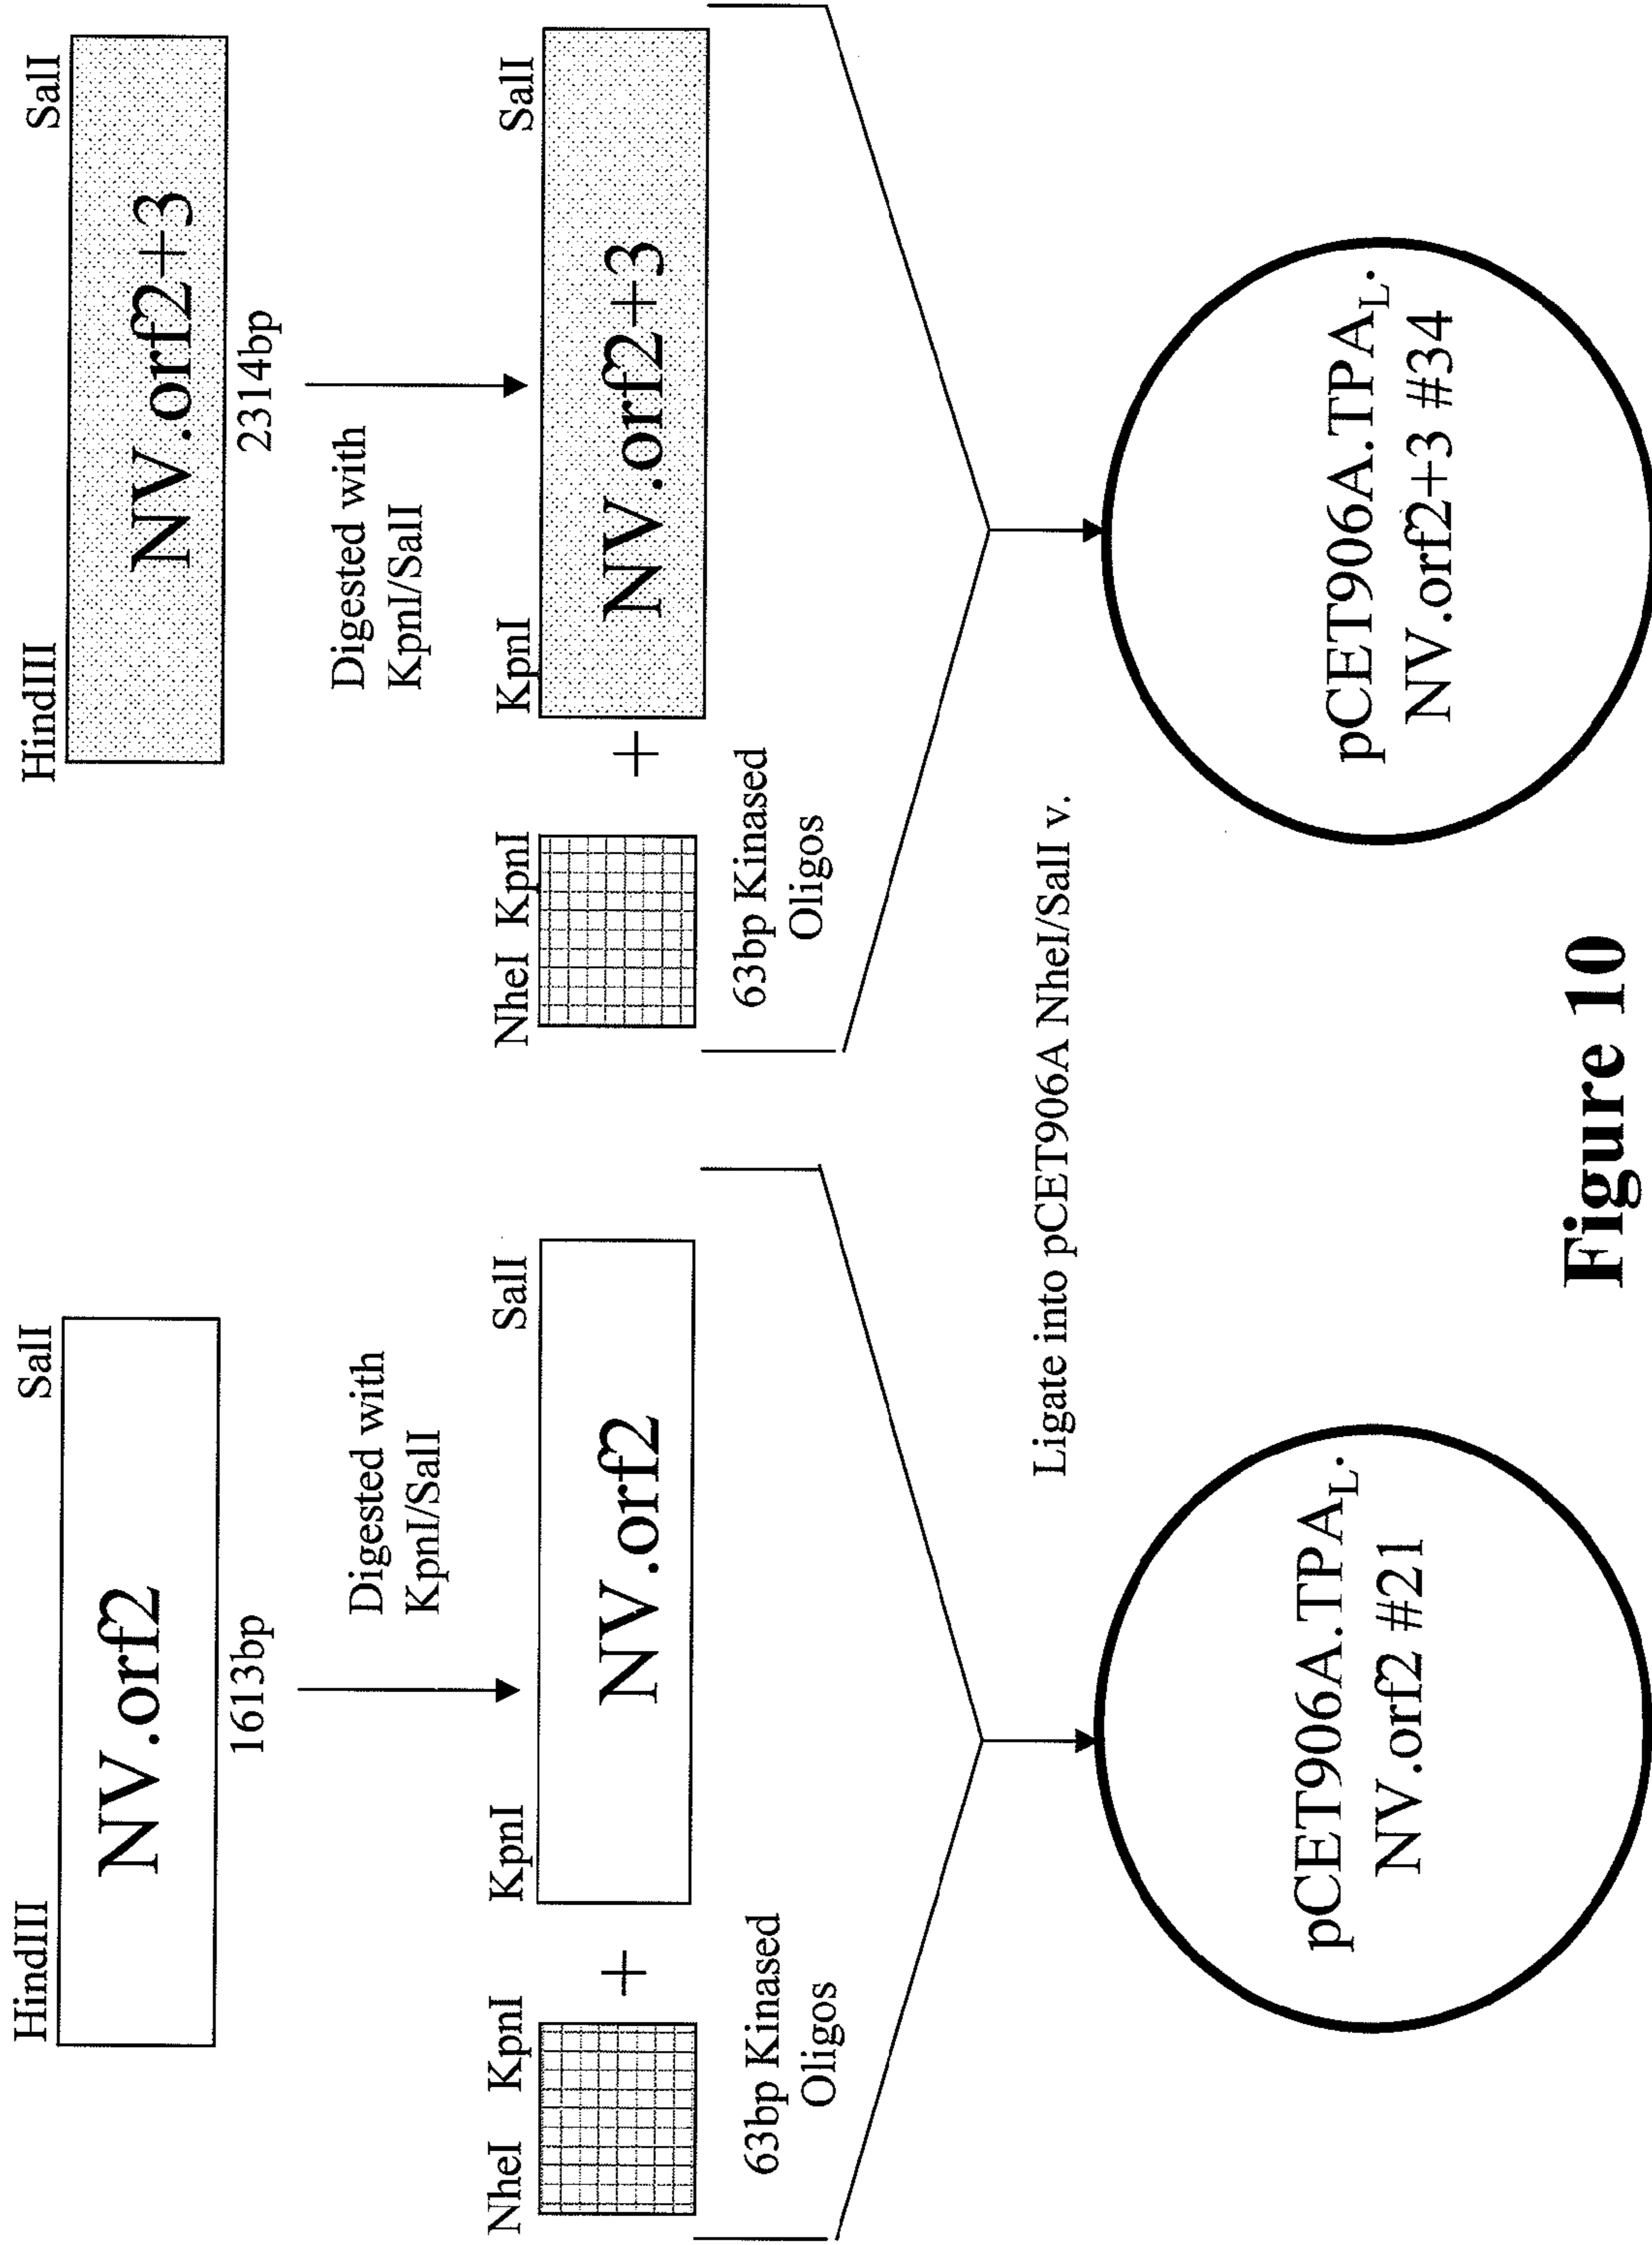 HindIII SalI
NV.orf2
1613bp
Digested with
KpnI/SalI
NheI KpnI
63bp Kinased
Oligos
+
KpnI SalI
NV.orf2
pCET906A.TPAL.
NV.orf2 #21
HindIII SalI
NV.orf2+3
2314bp
Digested with
KpnI/SalI
NheI KpnI
63bp Kinased
Oligos
+
KpnI SalI
NV.orf2+3
Ligate into pCET906A NheI/SalI v.
pCET906A.TPAL.
NV.orf2+3 #34
Figure 10